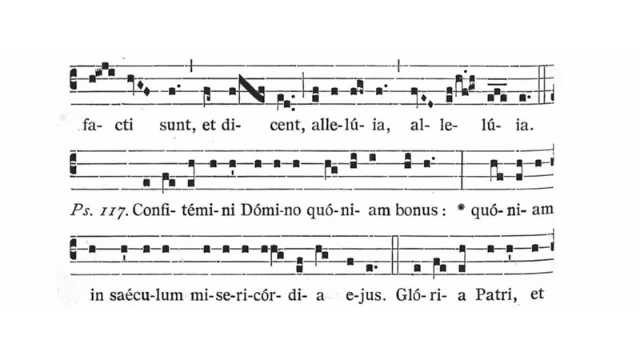 fa- cti sunt, et di- cent, alle-lú- ia, al- le- lú- ia.
Ps. 117. Confi- témi-ni Dómi-no quó-ni- am bonus : * quó-ni- am
in saécu-lum mi-se-ri-cór- di- a e-jus. Gló-ri- a Patri, et